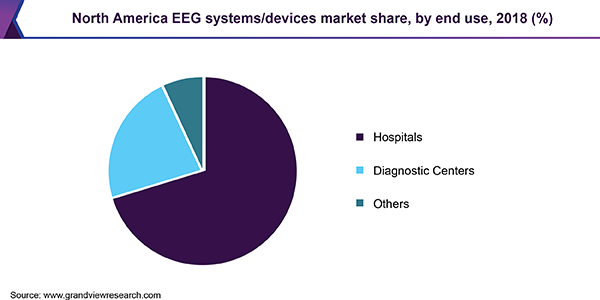 North America EEG systems/devices market share, by end use, 2018 (%)
Hospitals
Diagnostic Centers
Others
Source: www.grandviewresearch.com